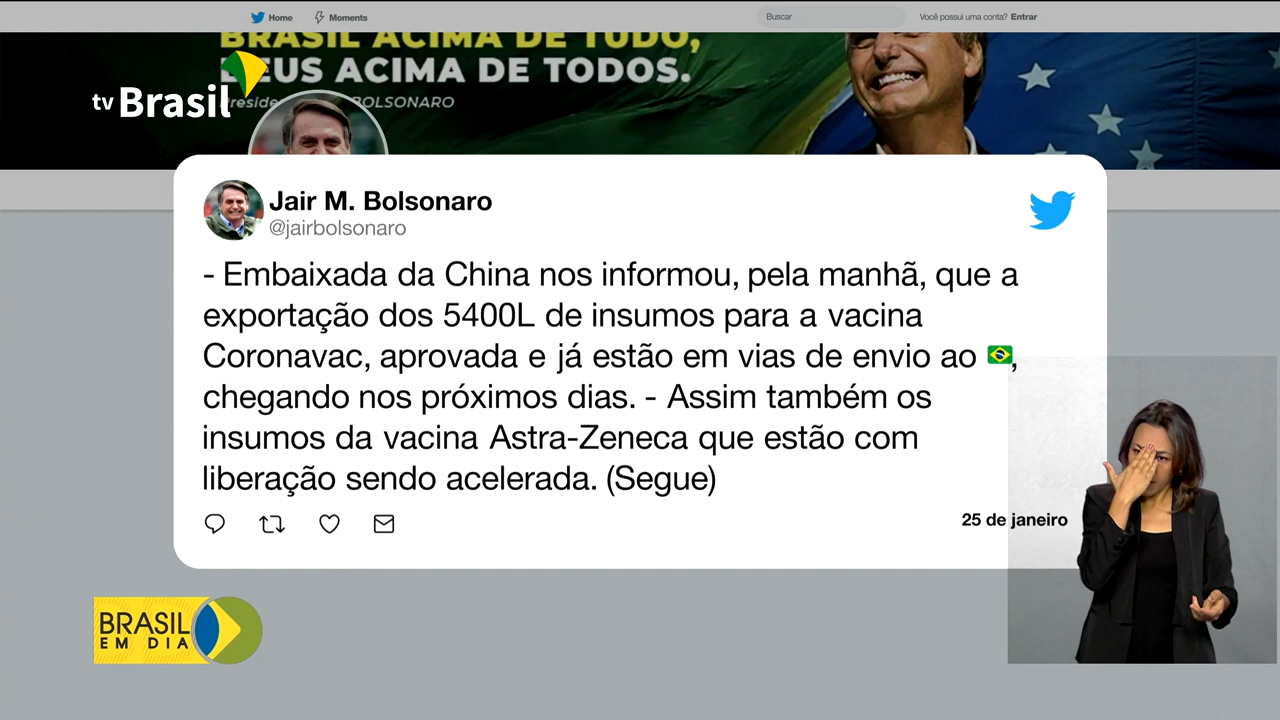 Home
Moments
Buscar
Você possui uma conta? Entrar
BRASIL ACIMA DE TUDO,
DEUS ACIMA DE TODOS.
BOLSONARO
tv Brasil
Jair M. Bolsonaro
@jairbolsonaro
- Embaixada da China nos informou, pela manhã, que a
exportação dos 5400L de insumos para a vacina
Coronavac, aprovada e já estão em vias de envio ao 🇧🇷,
chegando nos próximos dias. - Assim também os
insumos da vacina Astra-Zeneca que estão com
liberação sendo acelerada. (Segue)
25 de janeiro
BRASIL
EM DIA